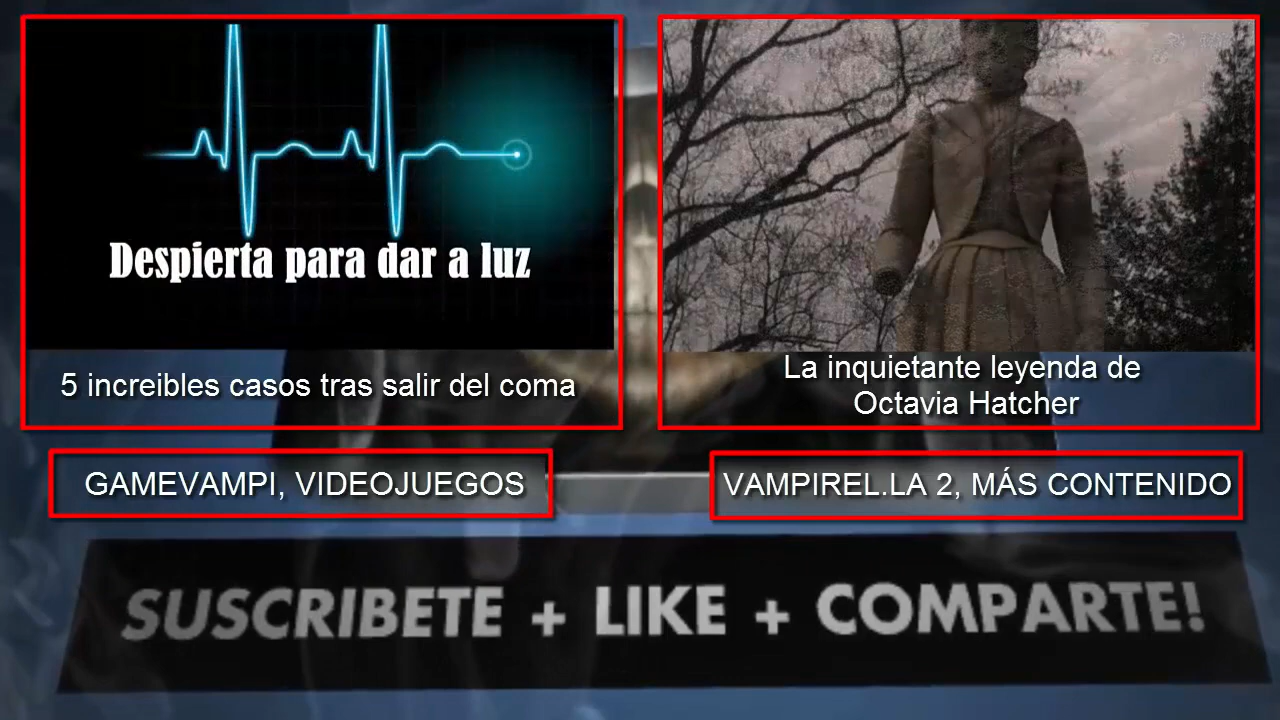 Despierta para dar a luz
5 increibles casos tras salir del coma
La inquietante leyenda de
Octavia Hatcher
GAMEVAMPI, VIDEOJUEGOS
VAMPIREL.LA 2, MÁS CONTENIDO
SUSCRIBETE + LIKE + COMPARTE!